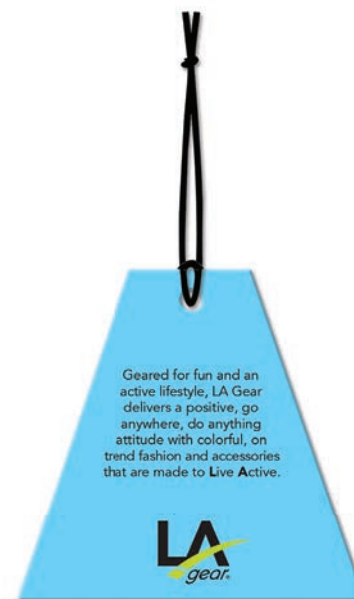 Geared for fun and an
active lifestyle, LA Gear
delivers a positive, go
anywhere, do anything
attitude with colorful, on
trend fashion and accessories
that are made to Live Active.
LA
gear®